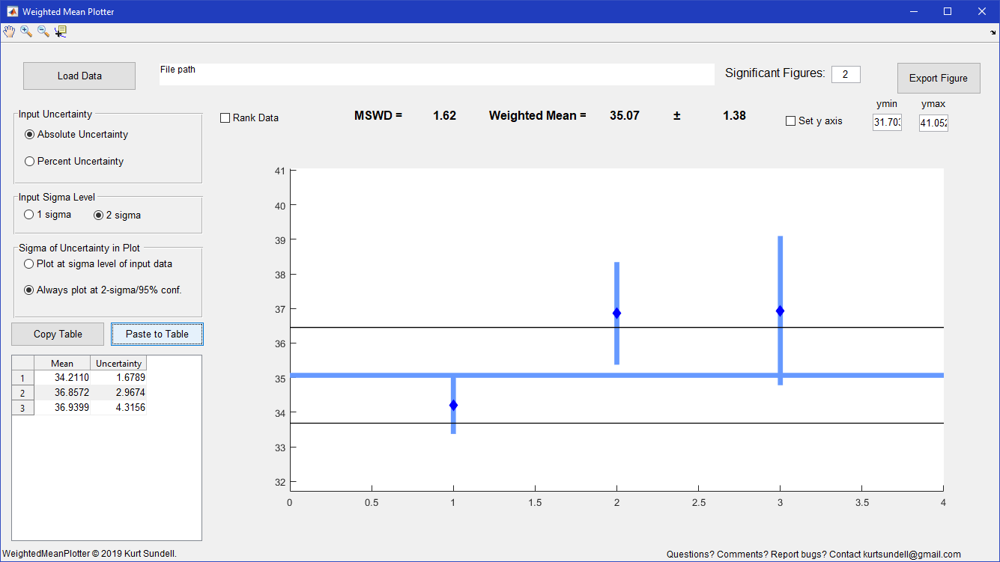 Weighted Mean Plotter
Load Data
File path
Significant Figures: 2
Export Figure
Input Uncertainty
Absolute Uncertainty
Percent Uncertainty
Rank Data
MSWD = 1.62 Weighted Mean = 35.07 ± 1.38
Set y axis
ymin ymax
31.703 41.052
Input Sigma Level
1 sigma 2 sigma
Sigma of Uncertainty in Plot
Plot at sigma level of input data
Always plot at 2-sigma/95% conf.
Copy Table Paste to Table
Mean Uncertainty
1 34.2110 1.6789
2 36.8572 2.9674
3 36.9399 4.3156
41
40
39
38
37
36
35
34
33
32
0 0.5 1 1.5 2 2.5 3 3.5 4
WeightedMeanPlotter © 2019 Kurt Sundell.
Questions? Comments? Report bugs? Contact kurtsundell@gmail.com